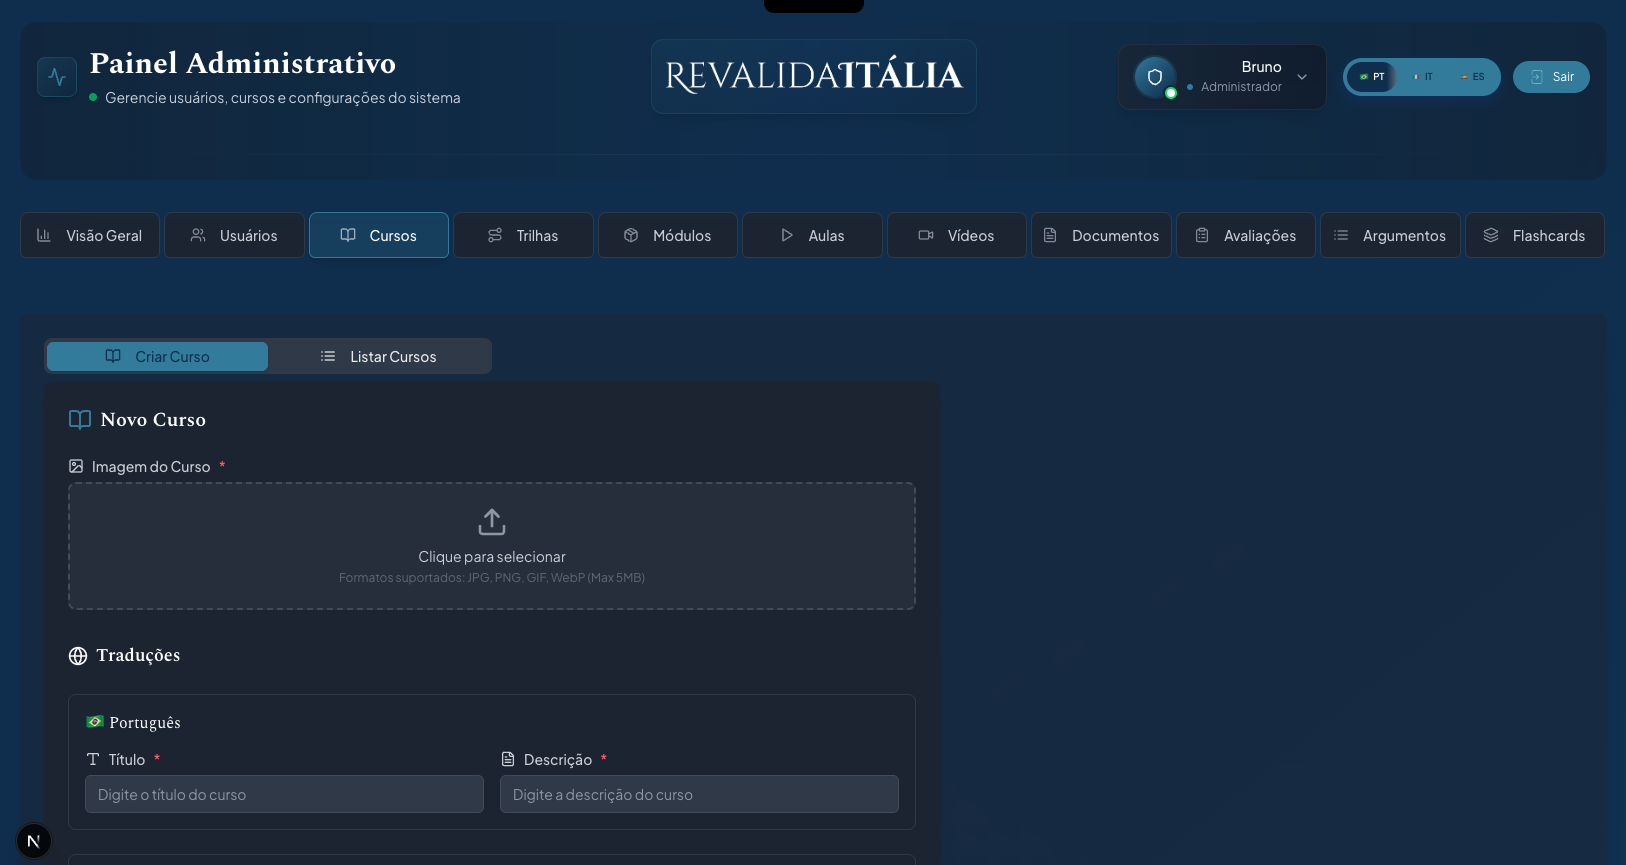 Painel Administrativo
Gerencie usuários, cursos e configurações do sistema
REVALIDAITÁLIA
Bruno
Administrador
PT
IT
ES
Sair
Visão Geral
Usuários
Cursos
Trilhas
Módulos
Aulas
Vídeos
Documentos
Avaliações
Argumentos
Flashcards
Criar Curso
Listar Cursos
Novo Curso
Imagem do Curso *
Clique para selecionar
Formatos suportados: JPG, PNG, GIF, WebP (Max 5MB)
Traduções
Português
Título *
Descrição *
Digite o título do curso
Digite a descrição do curso
N